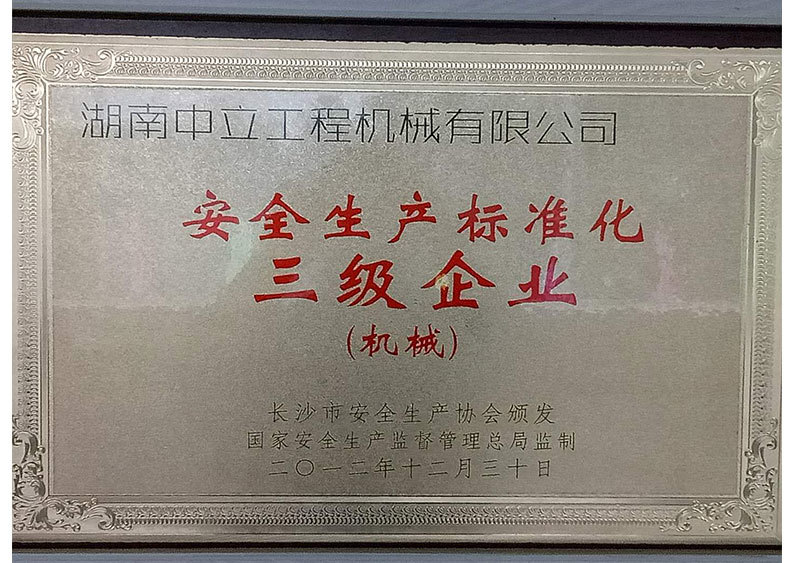 湖南中立工程机械有限公司
安全生产标准化
三级企业
(机械)
长沙市安全生产协会颁发
国家安全生产监督管理总局监制
二〇一二年十二月三十日